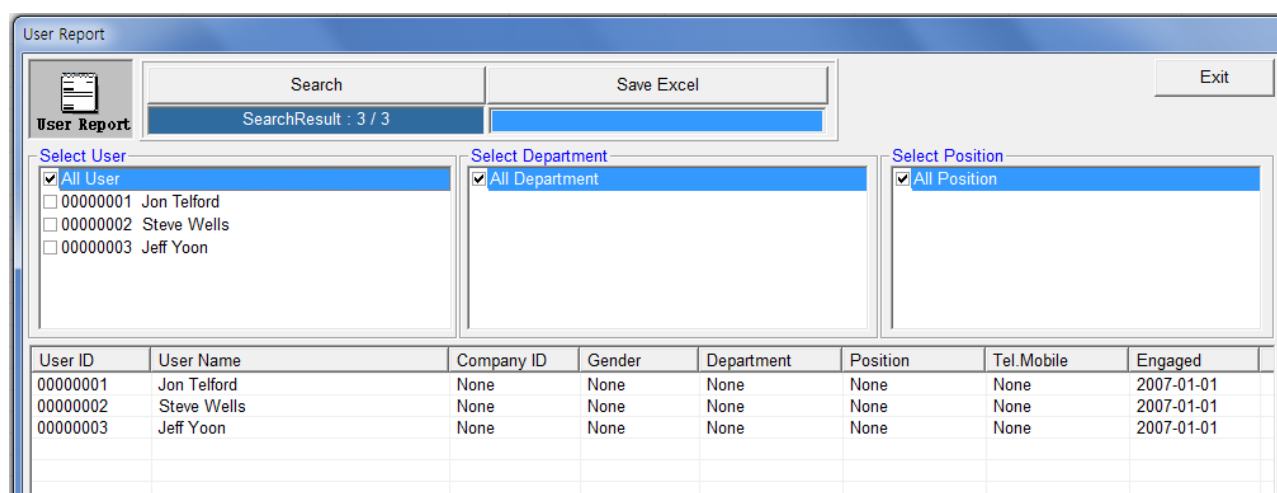 User Report
Search Save Excel Exit
User Report SearchResult : 3 / 3
Select User Select Department Select Position
All User All Department All Position
00000001 Jon Telford
00000002 Steve Wells
00000003 Jeff Yoon
User ID User Name Company ID Gender Department Position Tel.Mobile Engaged
00000001 Jon Telford None None None None None 2007-01-01
00000002 Steve Wells None None None None None 2007-01-01
00000003 Jeff Yoon None None None None None 2007-01-01